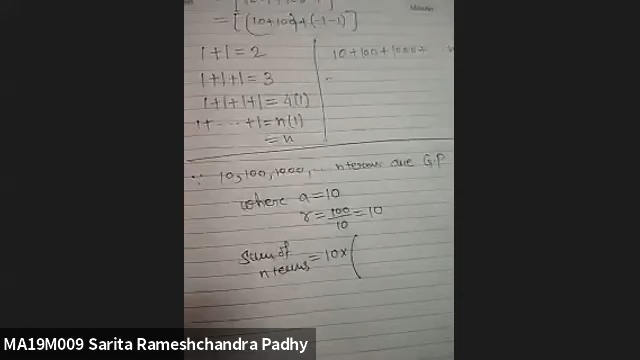 = [(10+100)+(-1-1)]
1+1 = 2
1+1+1 = 3
1+1+1+1 = 4(1)
1+ ... +1 = n(1)
= n
10+100+1000+
∵ 10,100,1000,... n terms are G.P
where a=10
r = 100/10 = 10
Sum of n terms = 10×(
MA19M009 Sarita Rameshchandra Padhy